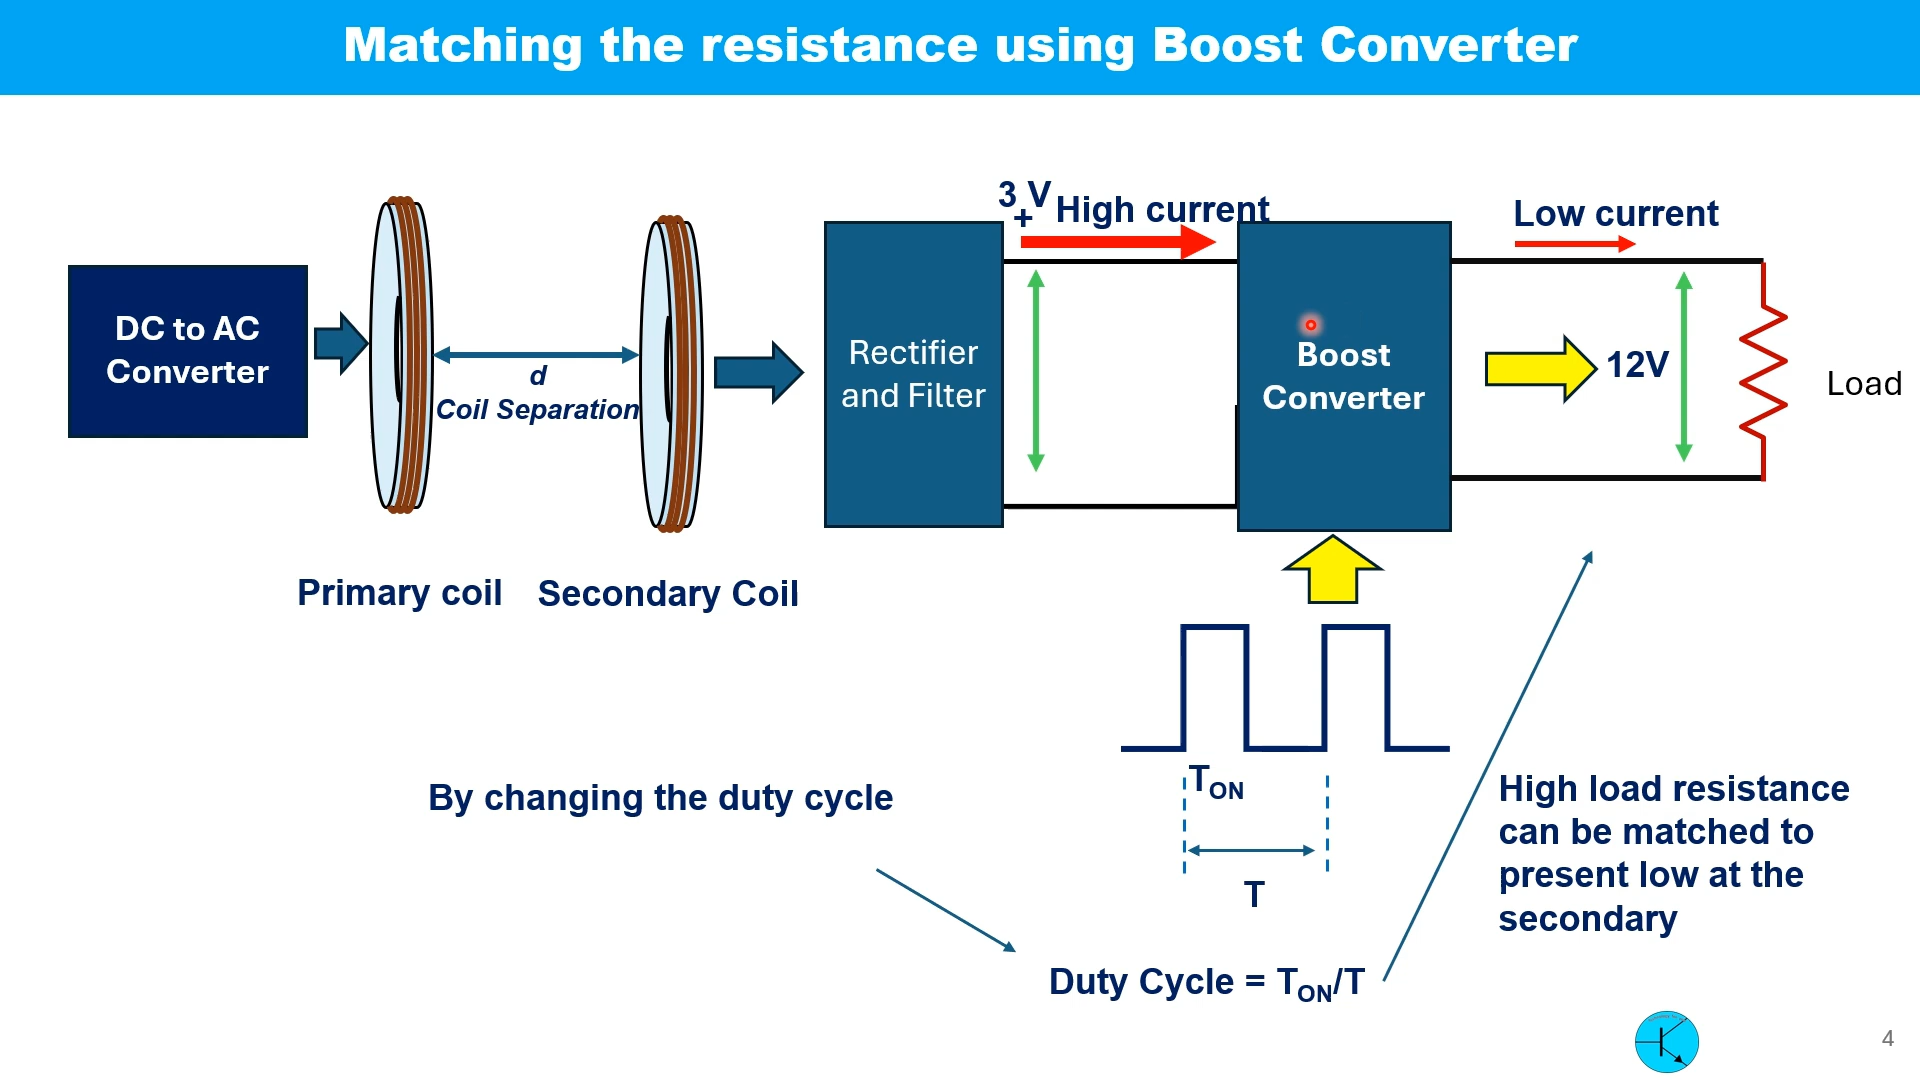 Matching the resistance using Boost Converter
3 V
+
High current
Low current
DC to AC
Converter
d
Coil Separation
Rectifier
and Filter
Boost
Converter
12V
Load
Primary coil
Secondary Coil
TON
T
By changing the duty cycle
High load resistance
can be matched to
present low at the
secondary
Duty Cycle = TON/T
4